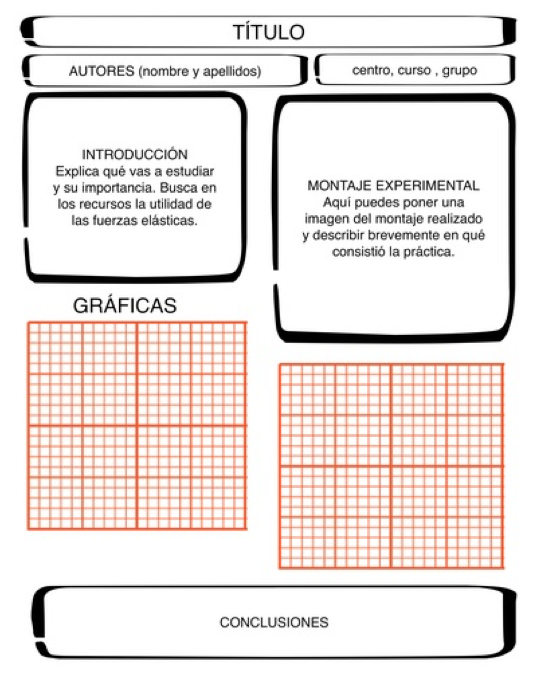 TÍTULO
AUTORES (nombre y apellidos)
centro, curso , grupo
INTRODUCCIÓN
Explica qué vas a estudiar
y su importancia. Busca en
los recursos la utilidad de
las fuerzas elásticas.
MONTAJE EXPERIMENTAL
Aquí puedes poner una
imagen del montaje realizado
y describir brevemente en qué
consistió la práctica.
GRÁFICAS
CONCLUSIONES